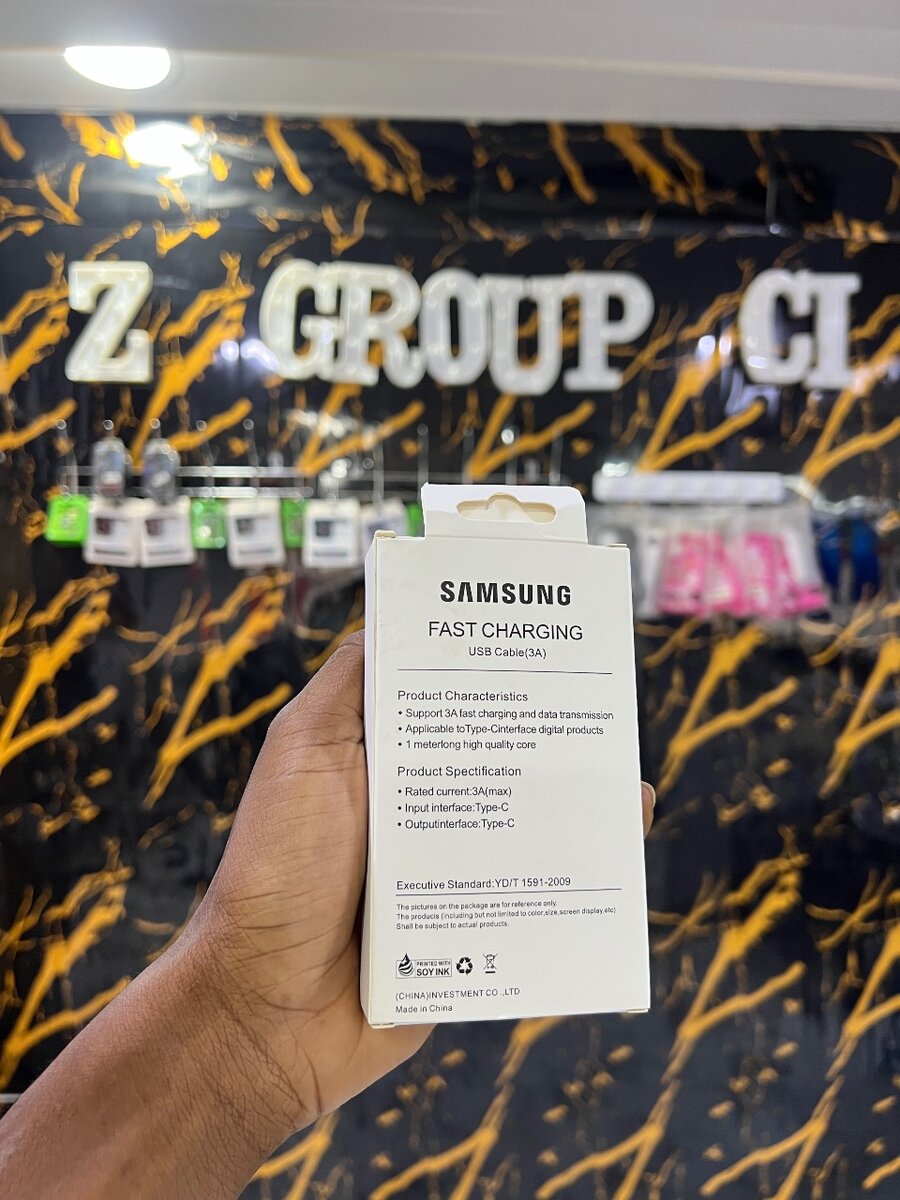 Z GROUP CI
SAMSUNG
FAST CHARGING
USB Cable(3A)
Product Characteristics
• Support 3A fast charging and data transmission
• Applicable toType-Cinterface digital products
• 1 meterlong high quality core
Product Specification
• Rated current:3A(max)
• Input interface:Type-C
• Outputinterface:Type-C
Executive Standard:YD/T 1591-2009
The pictures on the package are for reference only.
The products (including but not limited to color,size,screen display,etc)
Shall be subject to actual products.
PRINTED WITH
SOY INK
(CHINA)INVESTMENT CO .,LTD
Made in China